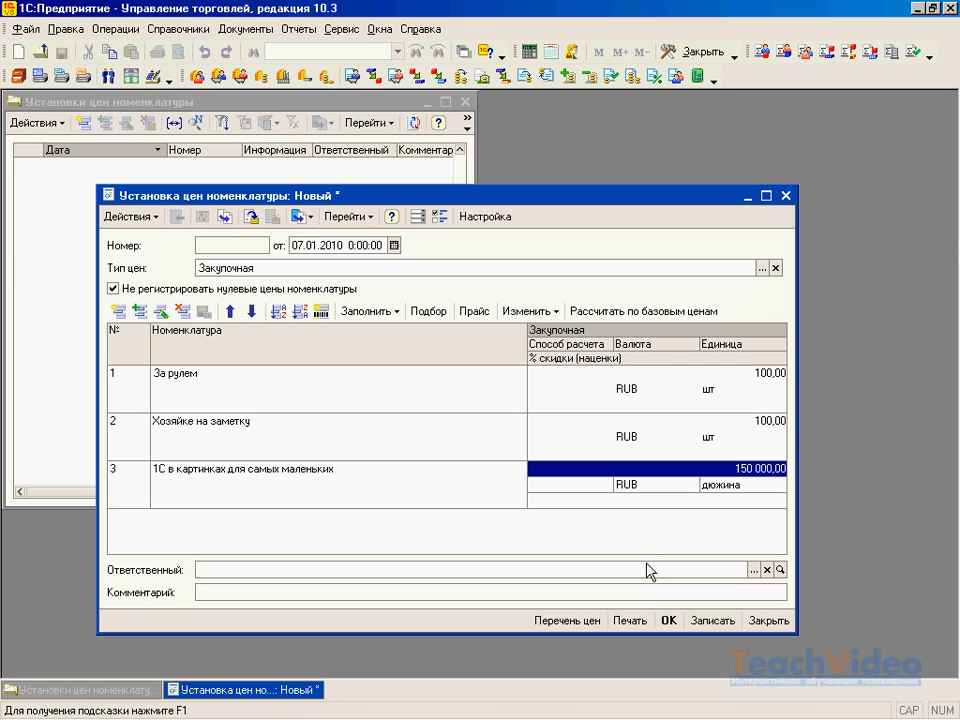 1С:Предприятие - Управление торговлей, редакция 10.3
Файл Правка Операции Справочники Документы Отчеты Сервис Окна Справка
M M+ M- Закрыть
Установки цен номенклатуры
Действия Перейти
Дата Номер Информация Ответственный Комментар
Установка цен номенклатуры: Новый *
Действия Перейти Настройка
Номер: от: 07.01.2010 0:00:00
Тип цен: Закупочная
Не регистрировать нулевые цены номенклатуры
Заполнить Подбор Прайс Изменить Рассчитать по базовым ценам
№ Номенклатура Закупочная
Способ расчета Валюта Единица
% скидки (наценки)
1 За рулем 100,00
RUB шт
2 Хозяйке на заметку 100,00
RUB шт
3 1С в картинках для самых маленьких 150 000,00
RUB дюжина
Ответственный:
Комментарий:
Перечень цен Печать OK Записать Закрыть
TeachVideo
Интерактивное обучающее телевидение
Установки цен номенклату... Установка цен но...: Новый *
Для получения подсказки нажмите F1 CAP NUM